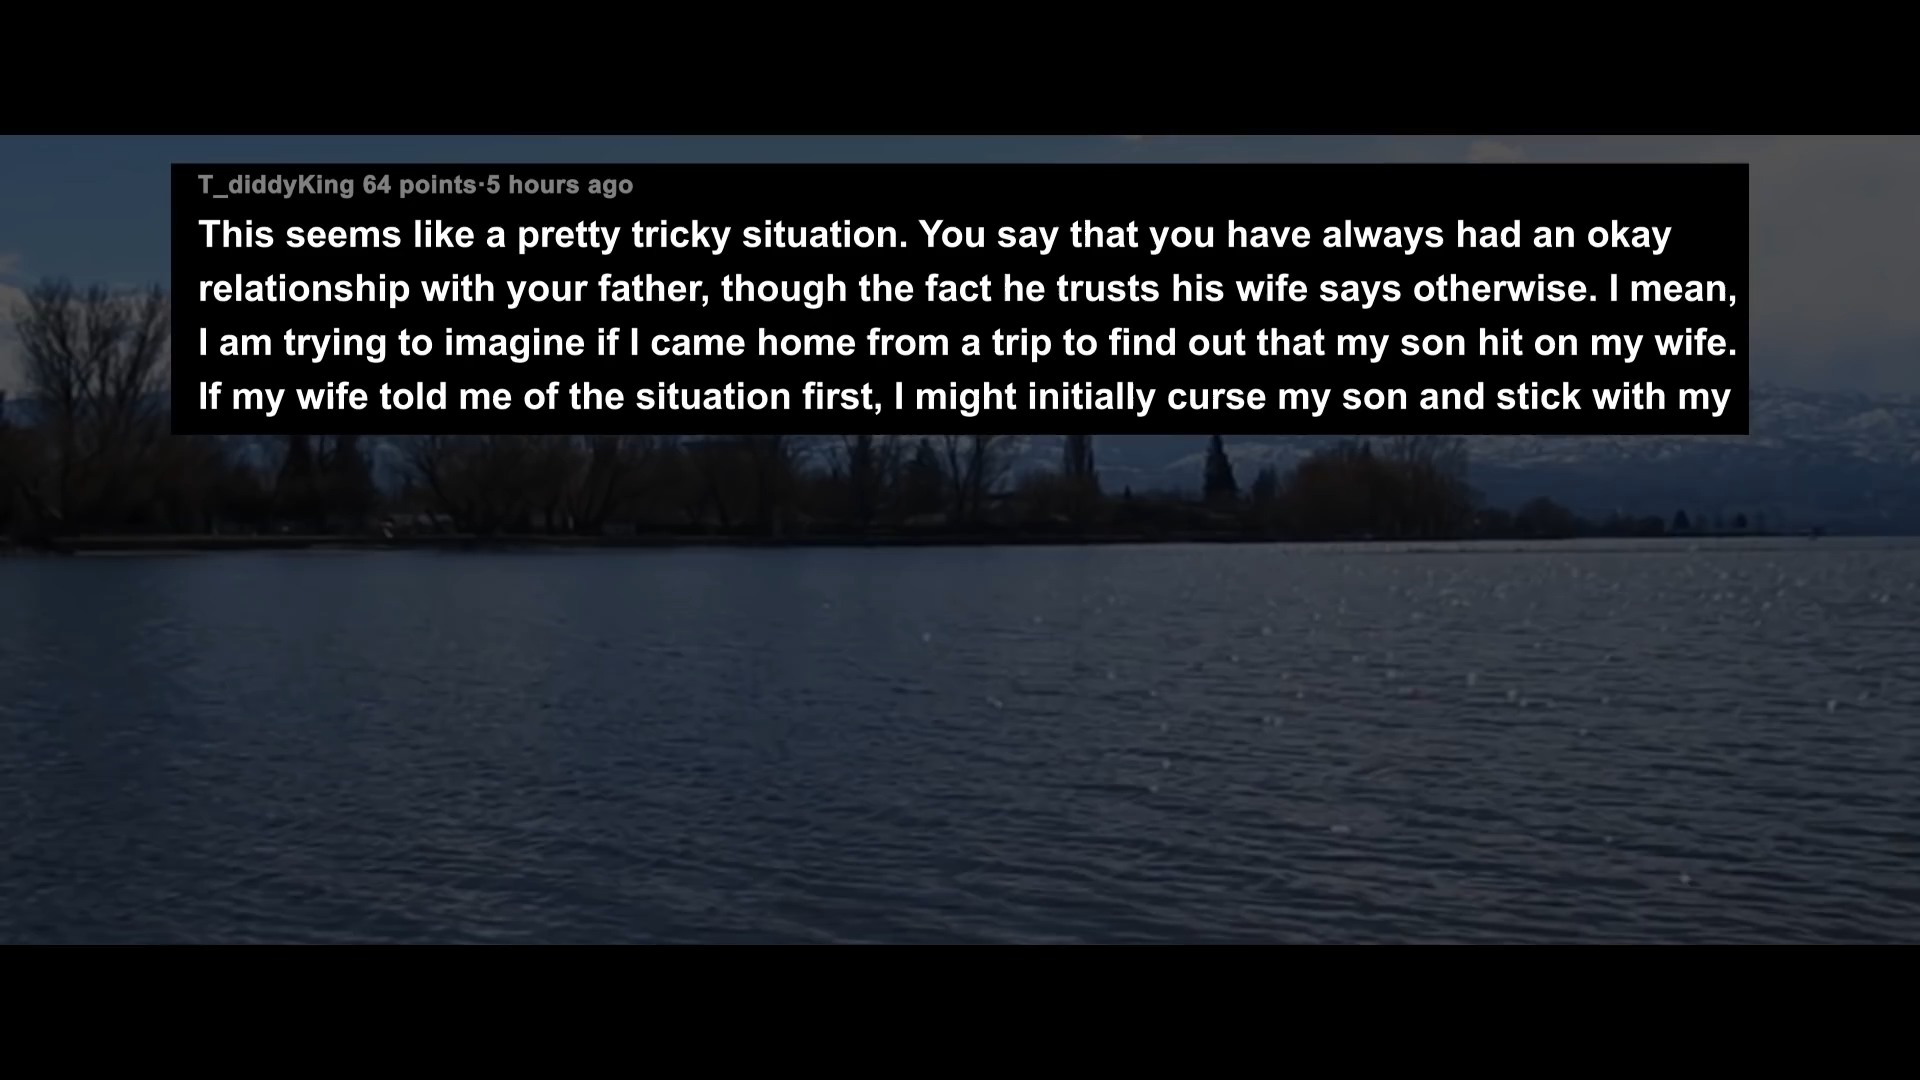 T_diddyKing 64 points·5 hours ago
This seems like a pretty tricky situation. You say that you have always had an okay
relationship with your father, though the fact he trusts his wife says otherwise. I mean,
I am trying to imagine if I came home from a trip to find out that my son hit on my wife.
If my wife told me of the situation first, I might initially curse my son and stick with my